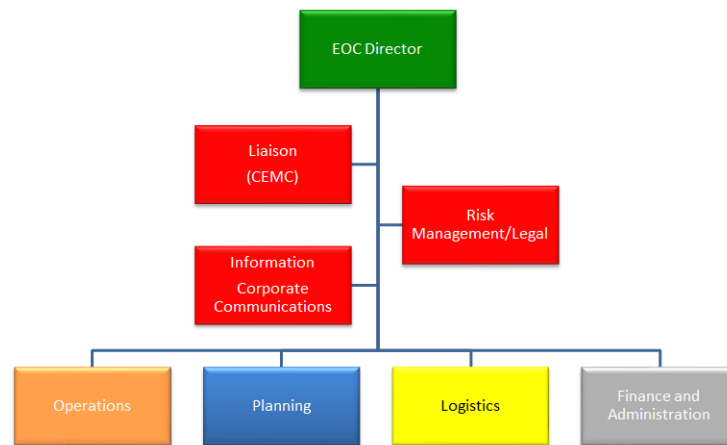 EOC Director
Liaison
(CEMC)
Risk
Management/Legal
Information
Corporate
Communications
Operations
Planning
Logistics
Finance and
Administration